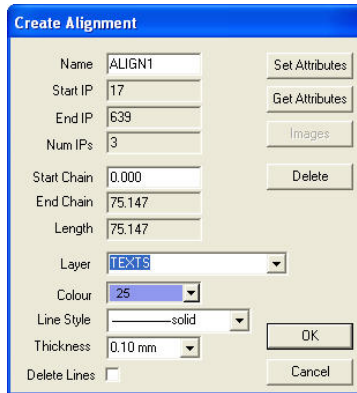 Create Alignment
Name ALIGN1 Set Attributes
Start IP 17 Get Attributes
End IP 639
Num IPs 3 Images
Start Chain 0.000 Delete
End Chain 75.147
Length 75.147
Layer TEXTS
Colour 25
Line Style solid
Thickness 0.10 mm OK
Delete Lines Cancel